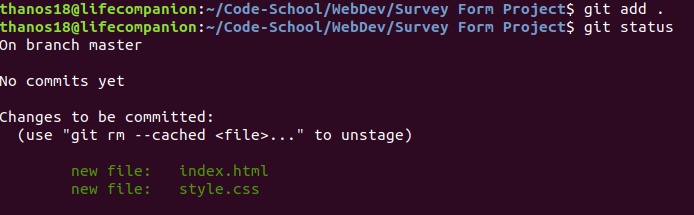 thanos18@lifecompanion:~/Code-School/WebDev/Survey Form Project$ git add .
thanos18@lifecompanion:~/Code-School/WebDev/Survey Form Project$ git status
On branch master
No commits yet
Changes to be committed:
(use "git rm --cached <file>..." to unstage)
new file: index.html
new file: style.css